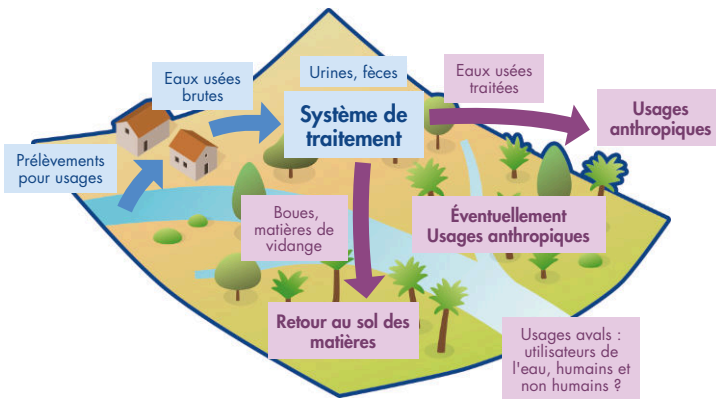 Eaux usées
brutes
Urines, fèces
Eaux usées
traitées
Système de
traitement
Usages
anthropiques
Prélèvements
pour usages
Boues,
matières de
vidange
Éventuellement
Usages anthropiques
Retour au sol des
matières
Usages avals :
utilisateurs de
l'eau, humains et
non humains ?